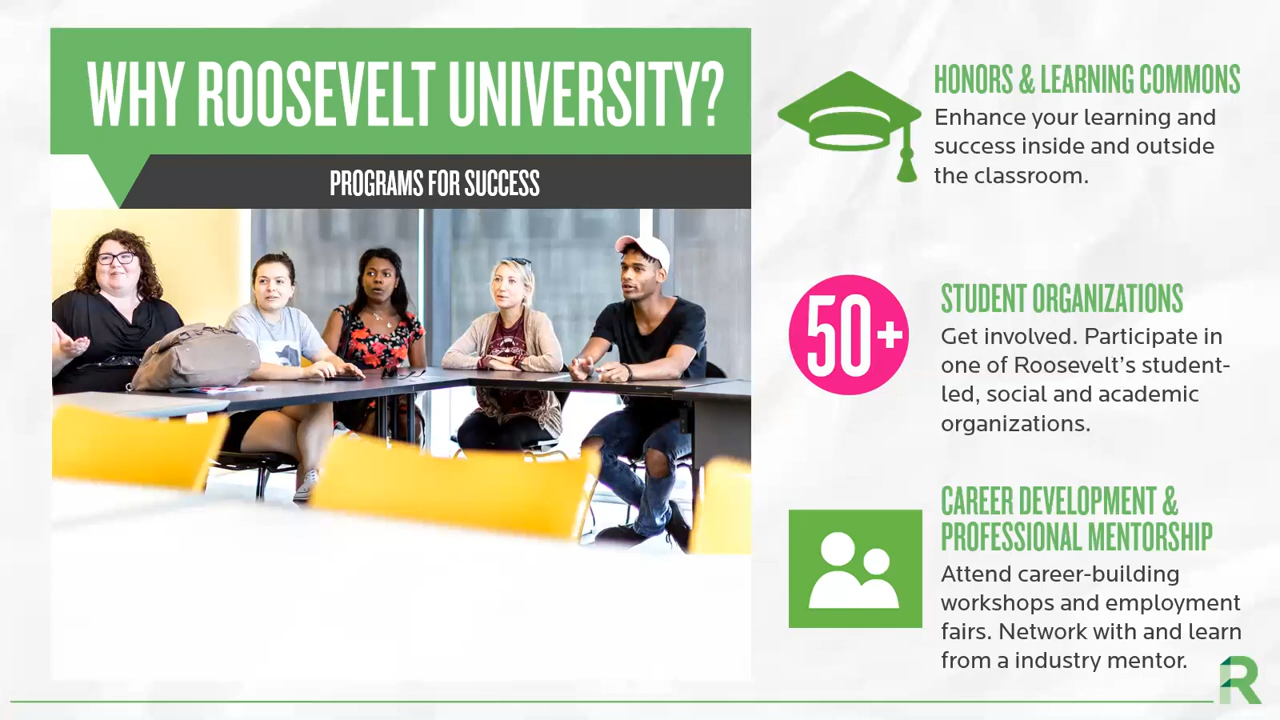 WHY ROOSEVELT UNIVERSITY?
PROGRAMS FOR SUCCESS
HONORS & LEARNING COMMONS
Enhance your learning and
success inside and outside
the classroom.
50+
STUDENT ORGANIZATIONS
Get involved. Participate in
one of Roosevelt's student-
led, social and academic
organizations.
CAREER DEVELOPMENT &
PROFESSIONAL MENTORSHIP
Attend career-building
workshops and employment
fairs. Network with and learn
from a industry mentor.
R